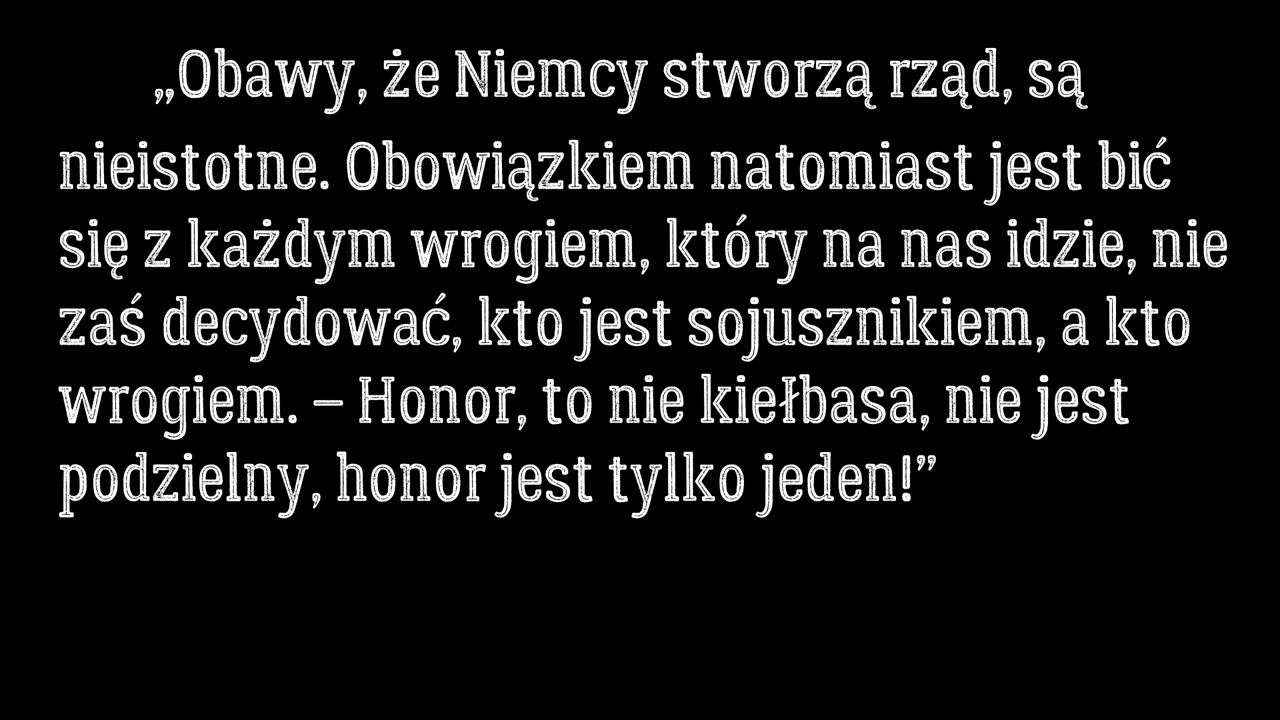 „Obawy, że Niemcy stworzą rząd, są
nieistotne. Obowiązkiem natomiast jest bić
się z każdym wrogiem, który na nas idzie, nie
zaś decydować, kto jest sojusznikiem, a kto
wrogiem. – Honor, to nie kiełbasa, nie jest
podzielny, honor jest tylko jeden!”